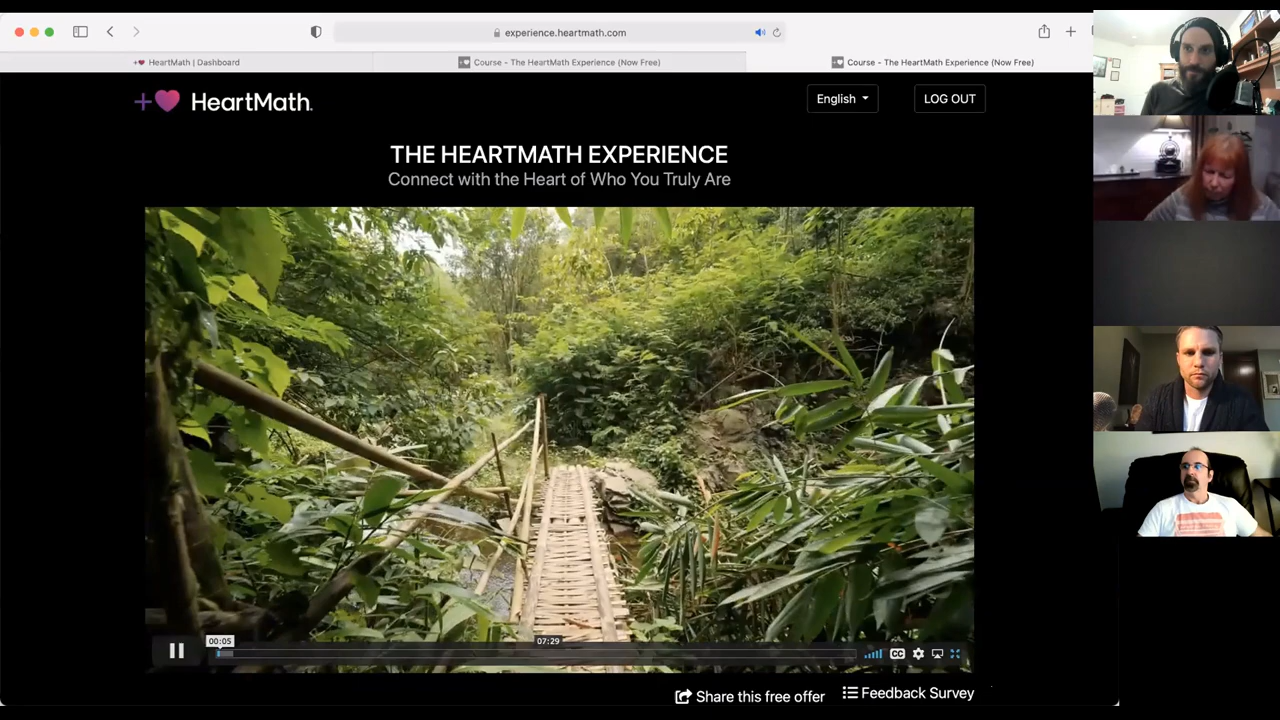 experience.heartmath.com
HeartMath | Dashboard
Course - The HeartMath Experience (Now Free)
Course - The HeartMath Experience (Now Free)
HeartMath.
English
LOG OUT
THE HEARTMATH EXPERIENCE
Connect with the Heart of Who You Truly Are
00:05
07:29
CC
Share this free offer
Feedback Survey